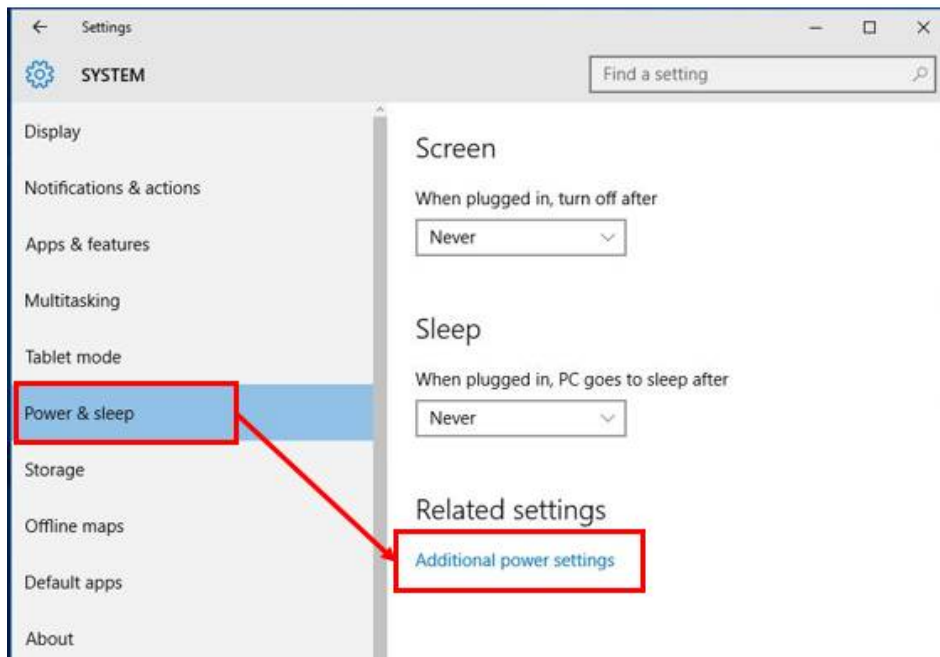 Settings
SYSTEM
Find a setting
Display
Notifications & actions
Apps & features
Multitasking
Tablet mode
Power & sleep
Storage
Offline maps
Default apps
About
Screen
When plugged in, turn off after
Never
Sleep
When plugged in, PC goes to sleep after
Never
Related settings
Additional power settings